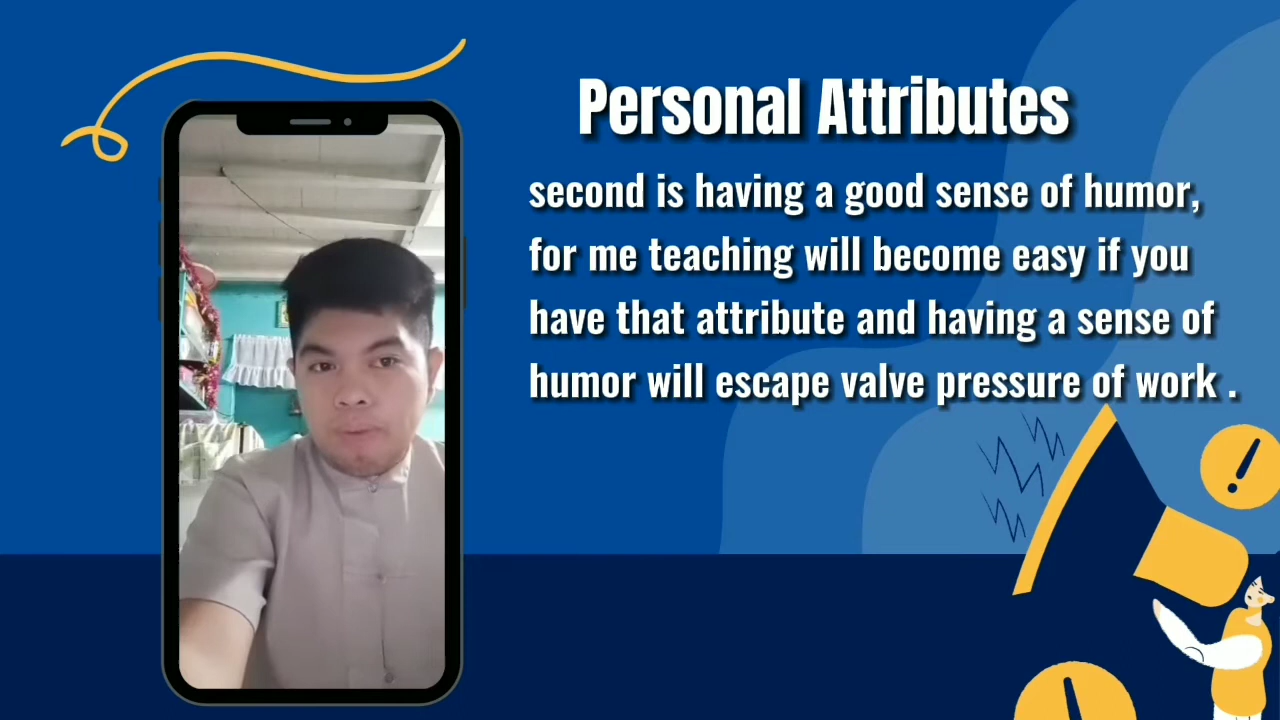 Personal Attributes
second is having a good sense of humor,
for me teaching will become easy if you
have that attribute and having a sense of
humor will escape valve pressure of work .